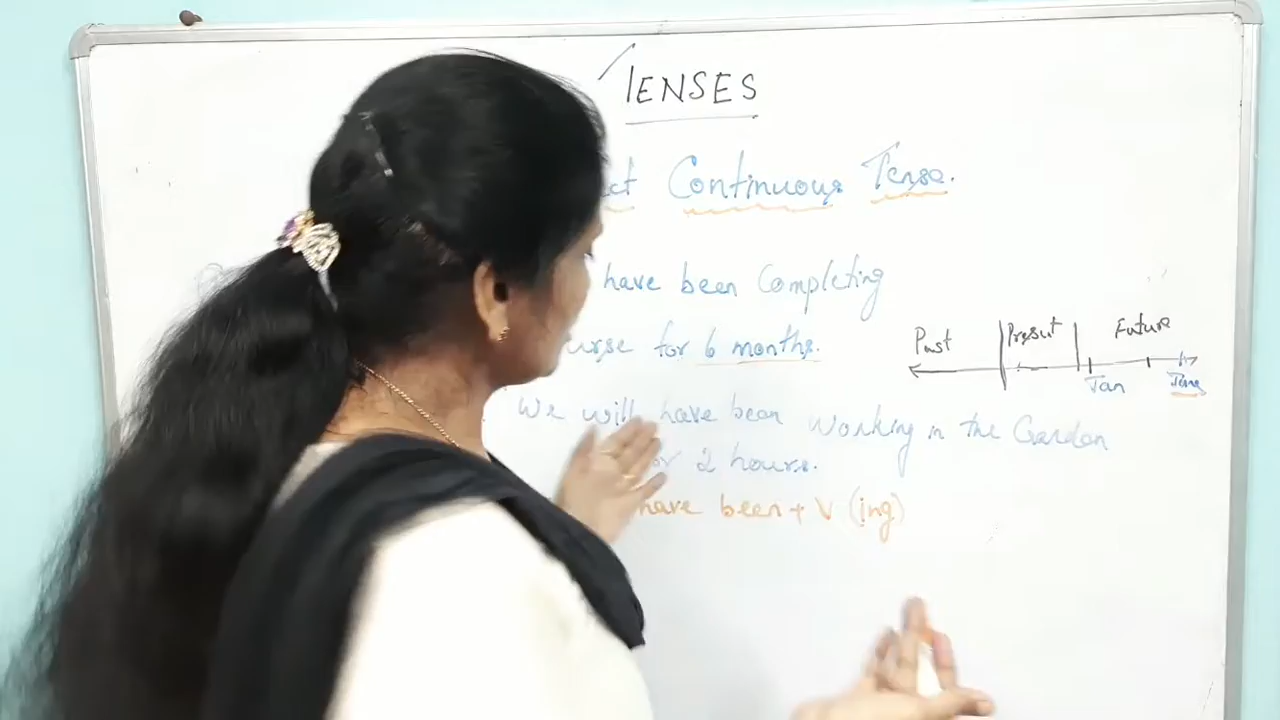 TENSES
ct Continuous Tense.
have been Completing
urse for 6 months.
Past Present Future
Jan
We will have been working in the Garden
or 2 hours.
have been + V (ing)